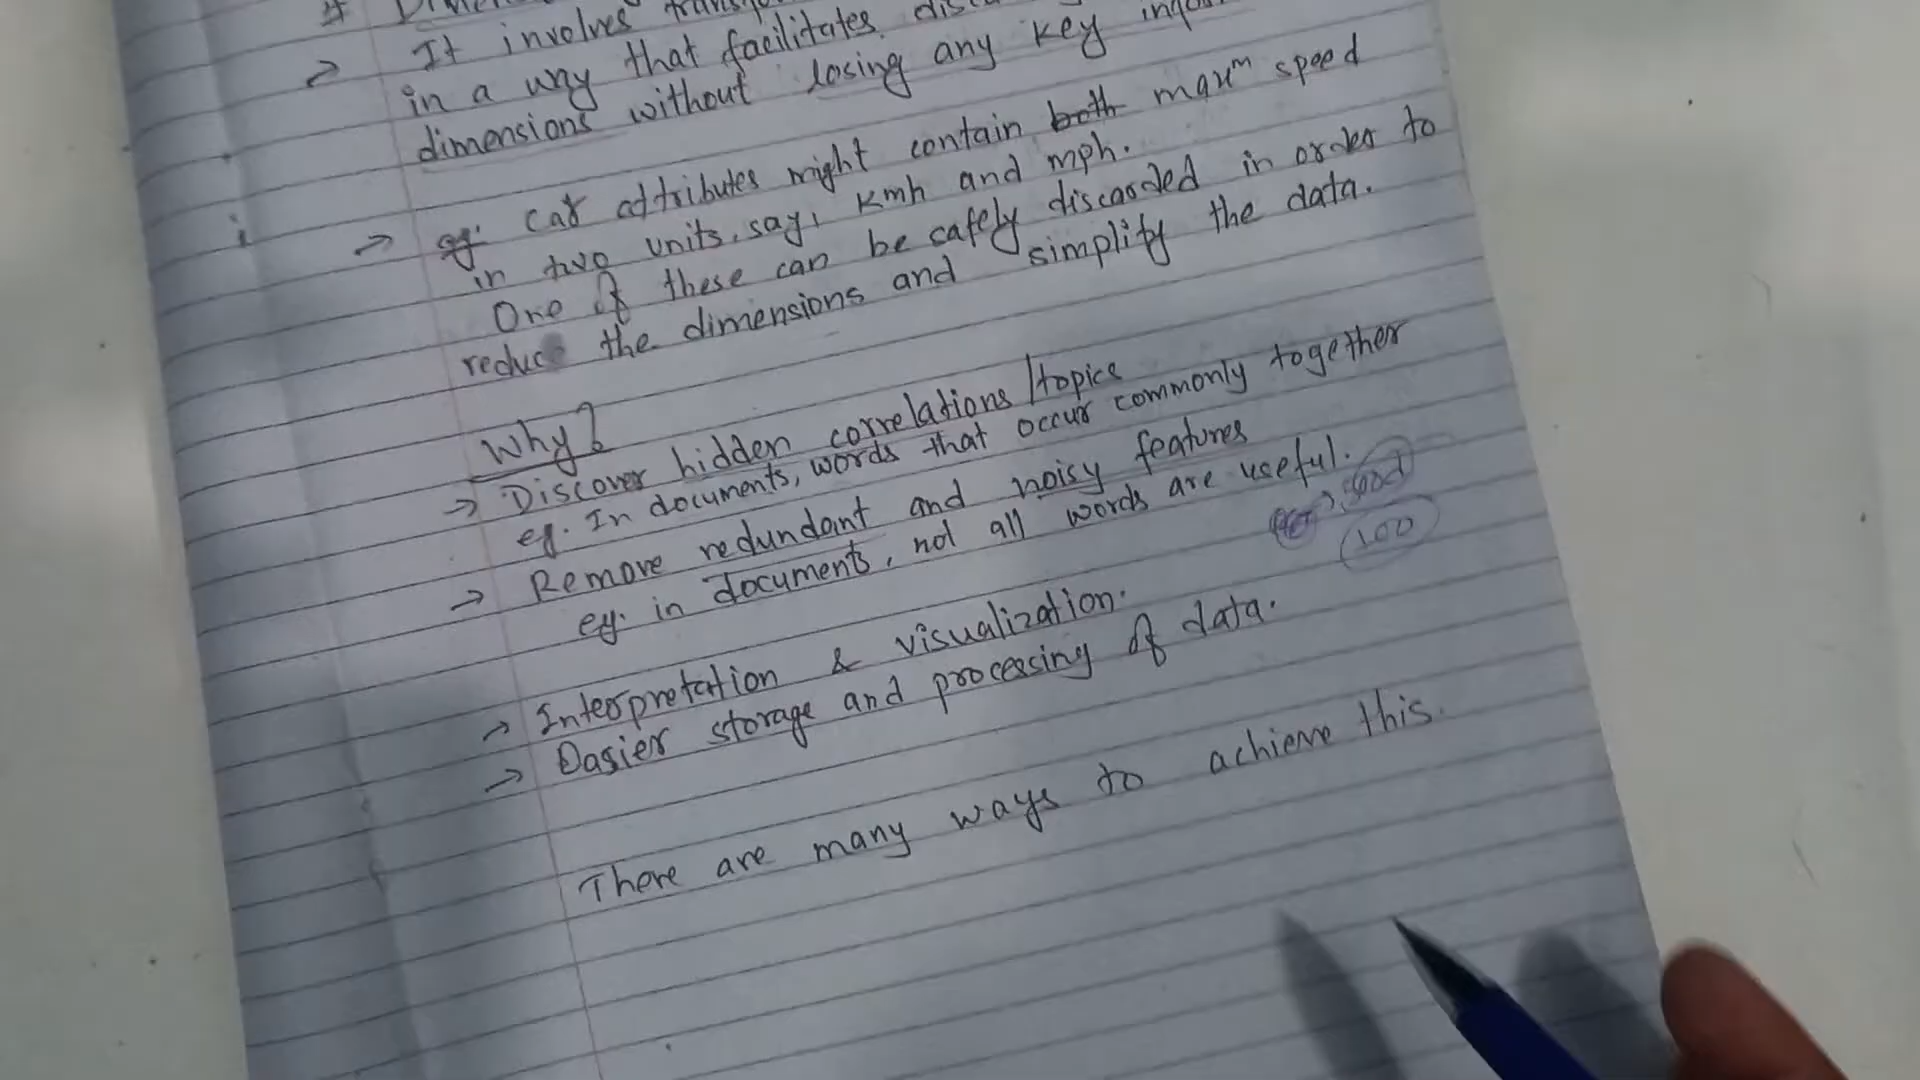 It involves
in a way that facilitates
dimensions without losing any key
eg: car attributes might contain both maxm speed
in two units, say, Kmh and mph.
One of these can be safely discarded in order to
reduce the dimensions and simplify the data.
Why?
→ Discover hidden correlations/topics
eg. In documents, words that occur commonly together
→ Remove redundant and noisy features
eg. in documents, not all words are useful.
100
→ Interpretation & visualization.
→ Easier storage and processing of data.
There are many ways to achieve this.